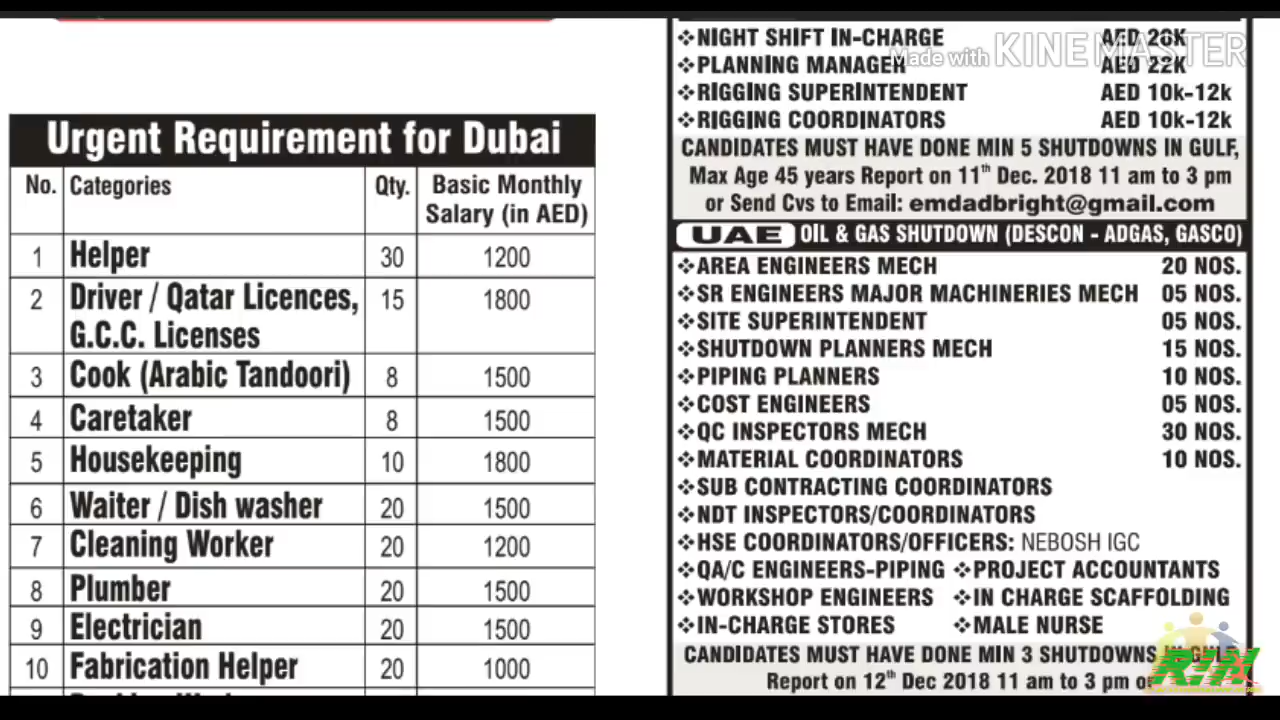 Urgent Requirement for Dubai
No. Categories Qty. Basic Monthly
Salary (in AED)
1 Helper 30 1200
2 Driver / Qatar Licences, 15 1800
G.C.C. Licenses
3 Cook (Arabic Tandoori) 8 1500
4 Caretaker 8 1500
5 Housekeeping 10 1800
6 Waiter / Dish washer 20 1500
7 Cleaning Worker 20 1200
8 Plumber 20 1500
9 Electrician 20 1500
10 Fabrication Helper 20 1000
❖NIGHT SHIFT IN-CHARGE AED 20K
Made with KINEMASTER
❖PLANNING MANAGER AED 22K
❖RIGGING SUPERINTENDENT AED 10k-12k
❖RIGGING COORDINATORS AED 10k-12k
CANDIDATES MUST HAVE DONE MIN 5 SHUTDOWNS IN GULF,
Max Age 45 years Report on 11th Dec. 2018 11 am to 3 pm
or Send Cvs to Email: emdadbright@gmail.com
UAE OIL & GAS SHUTDOWN (DESCON - ADGAS, GASCO)
❖AREA ENGINEERS MECH 20 NOS.
❖SR ENGINEERS MAJOR MACHINERIES MECH 05 NOS.
❖SITE SUPERINTENDENT 05 NOS.
❖SHUTDOWN PLANNERS MECH 15 NOS.
❖PIPING PLANNERS 10 NOS.
❖COST ENGINEERS 05 NOS.
❖QC INSPECTORS MECH 30 NOS.
❖MATERIAL COORDINATORS 10 NOS.
❖SUB CONTRACTING COORDINATORS
❖NDT INSPECTORS/COORDINATORS
❖HSE COORDINATORS/OFFICERS: NEBOSH IGC
❖QA/C ENGINEERS-PIPING ❖PROJECT ACCOUNTANTS
❖WORKSHOP ENGINEERS ❖IN CHARGE SCAFFOLDING
❖IN-CHARGE STORES ❖MALE NURSE
CANDIDATES MUST HAVE DONE MIN 3 SHUTDOWNS IN GULF
Report on 12th Dec 2018 11 am to 3 pm or